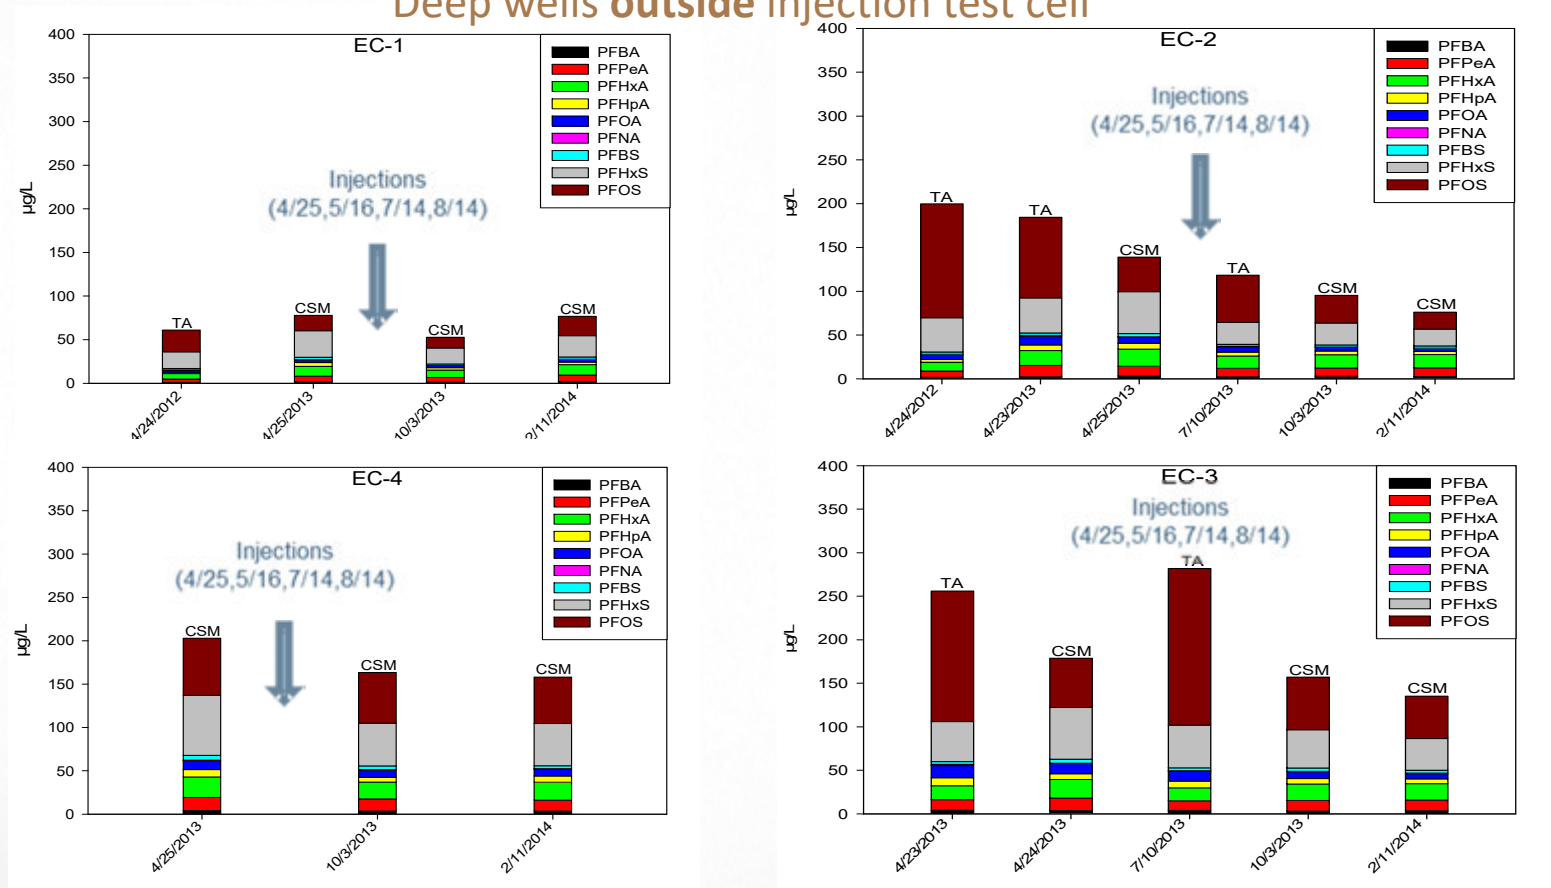 Deep wells outside injection test cell
EC-1
400
350
300
250
200
150
100
50
0
µg/L
PFBA
PFPeA
PFHxA
PFHpA
PFOA
PFNA
PFBS
PFHxS
PFOS
Injections
(4/25,5/16,7/14,8/14)
TA
CSM
CSM
CSM
4/24/2012
4/25/2013
10/3/2013
2/11/2014
EC-2
400
350
300
250
200
150
100
50
0
µg/L
PFBA
PFPeA
PFHxA
PFHpA
PFOA
PFNA
PFBS
PFHxS
PFOS
Injections
(4/25,5/16,7/14,8/14)
TA
TA
CSM
TA
CSM
CSM
4/24/2012
4/23/2013
4/25/2013
7/10/2013
10/3/2013
2/11/2014
EC-4
400
350
300
250
200
150
100
50
0
µg/L
PFBA
PFPeA
PFHxA
PFHpA
PFOA
PFNA
PFBS
PFHxS
PFOS
Injections
(4/25,5/16,7/14,8/14)
CSM
CSM
CSM
4/25/2013
10/3/2013
2/11/2014
EC-3
400
350
300
250
200
150
100
50
0
µg/L
PFBA
PFPeA
PFHxA
PFHpA
PFOA
PFNA
PFBS
PFHxS
PFOS
Injections
(4/25,5/16,7/14,8/14)
TA
CSM
TA
CSM
CSM
4/23/2013
4/24/2013
7/10/2013
10/3/2013
2/11/2014